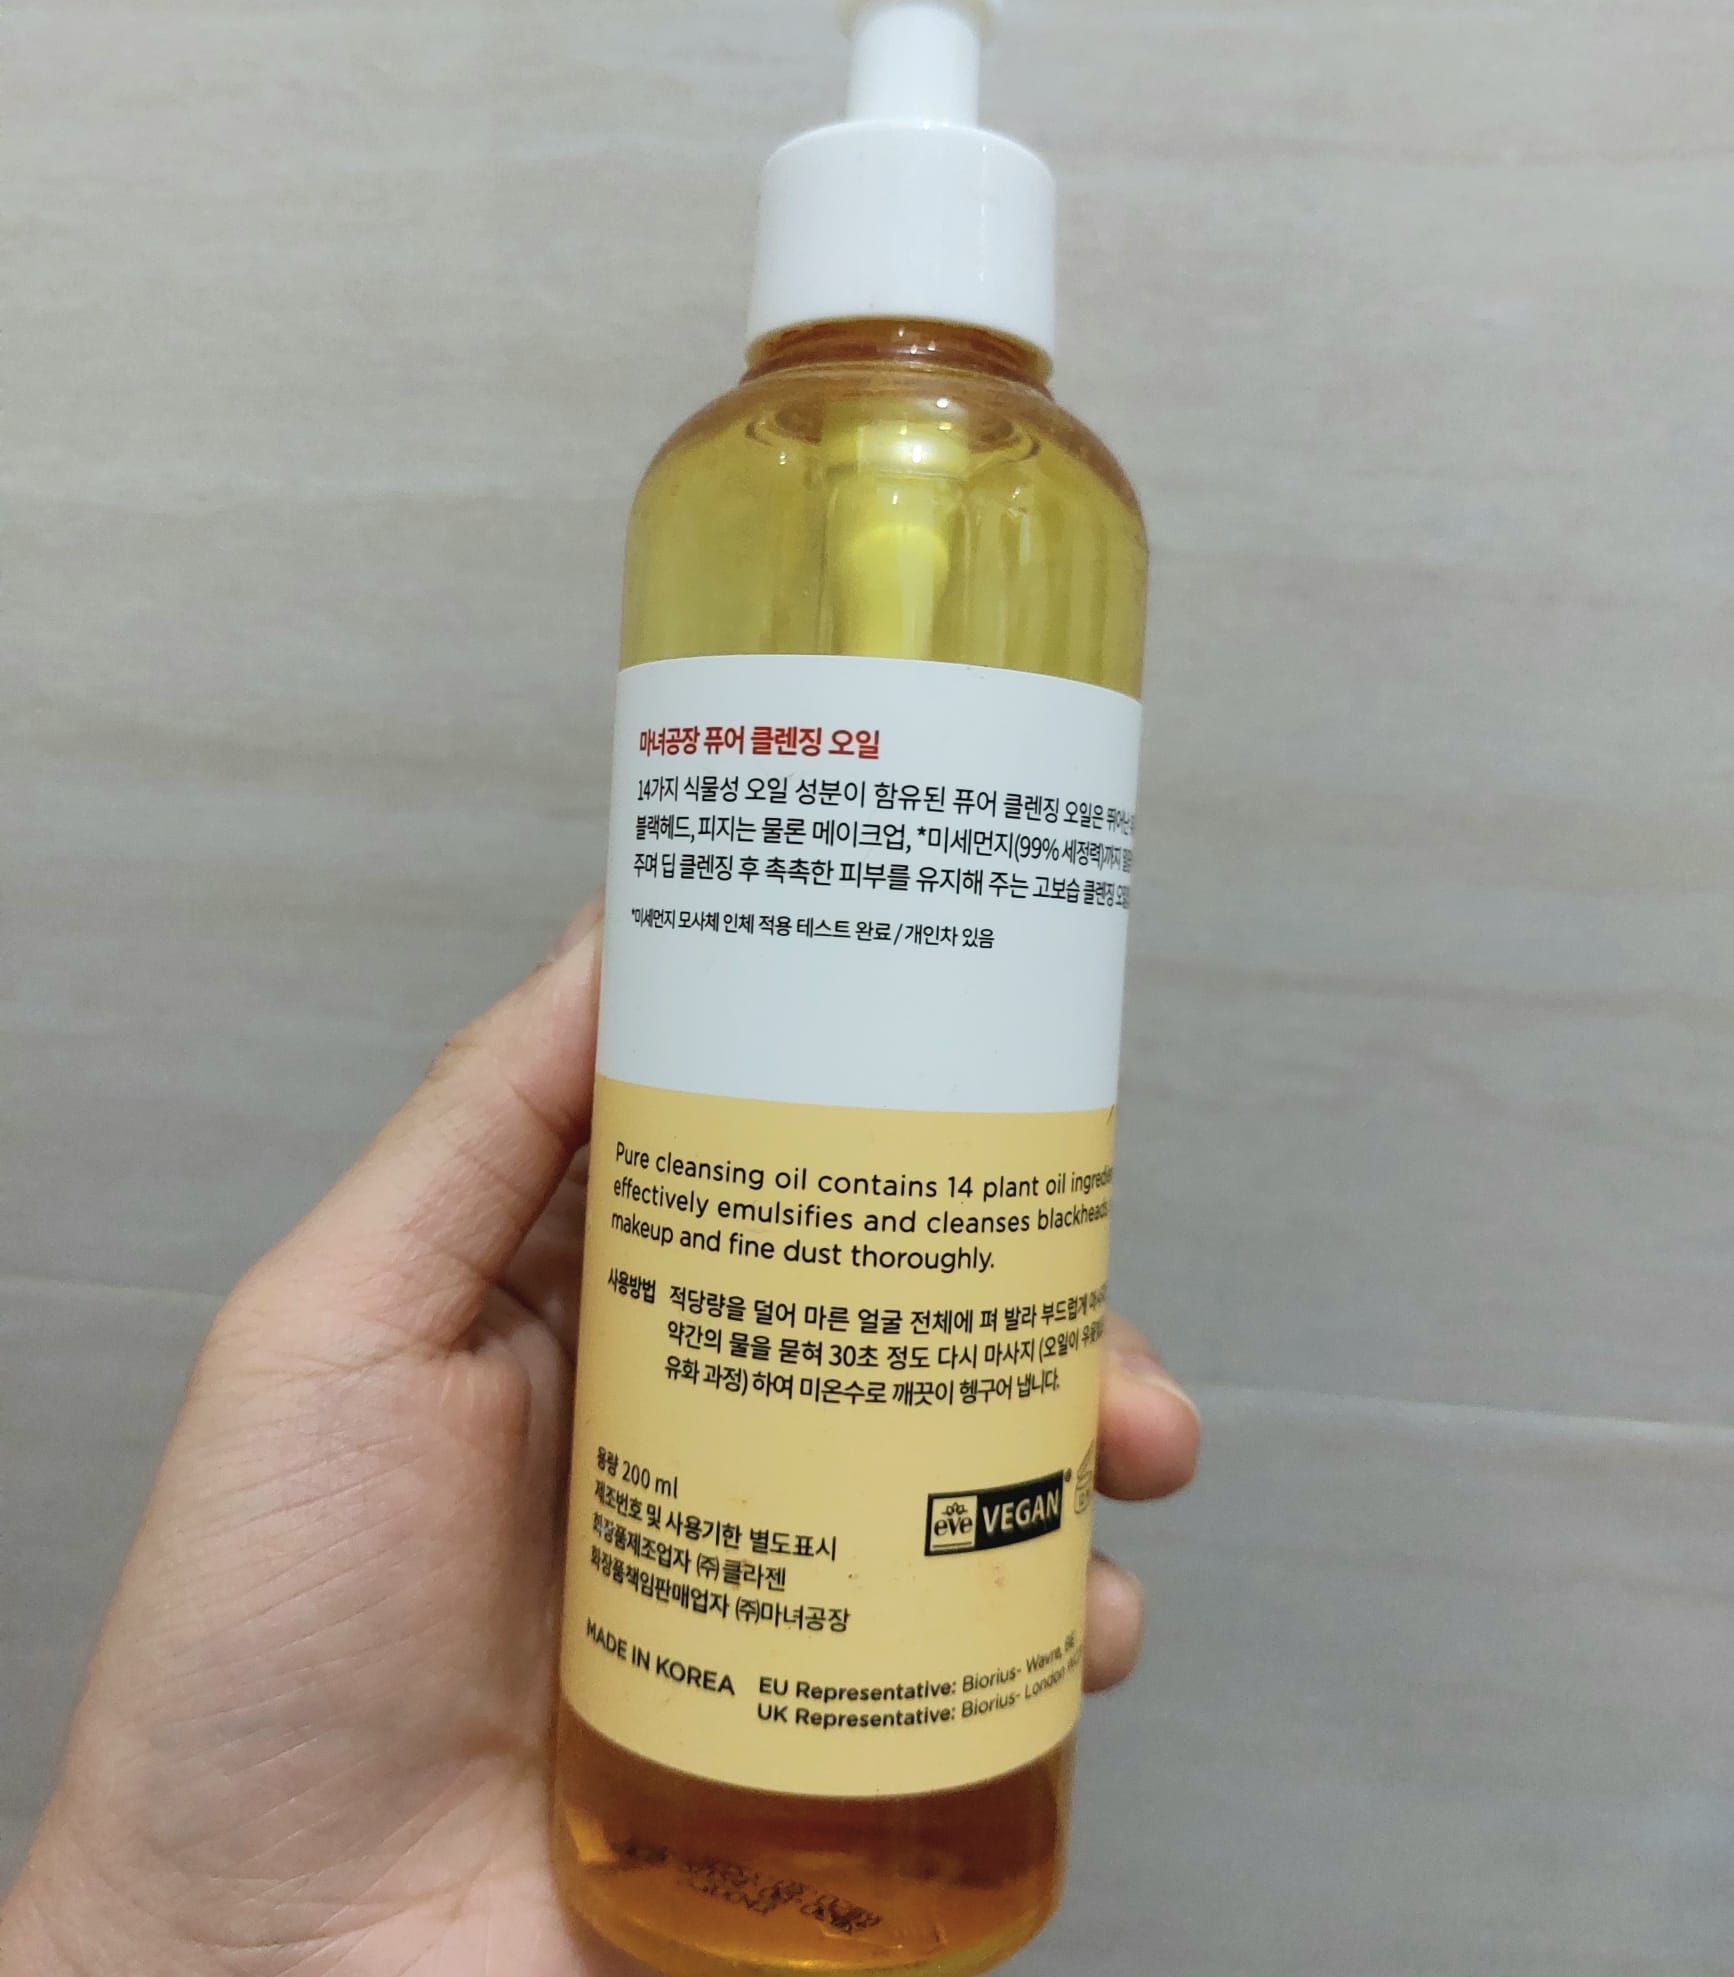 마녀공장 퓨어 클렌징 오일
14가지 식물성 오일 성분이 함유된 퓨어 클렌징 오일은 뛰어난
블랙헤드, 피지는 물론 메이크업, *미세먼지(99% 세정력)까지
주며 딥 클렌징 후 촉촉한 피부를 유지해 주는 고보습 클렌징
*미세먼지 모사체 인체 적용 테스트 완료 / 개인차 있음
Pure cleansing oil contains 14 plant oil
effectively emulsifies and cleanses blackheads
makeup and fine dust thoroughly.
사용방법 적당량을 덜어 마른 얼굴 전체에 펴 발라 부드럽게
약간의 물을 묻혀 30초 정도 다시 마사지 (오일이
유화 과정) 하여 미온수로 깨끗이 헹구어 냅니다.
용량 200 ml
제조번호 및 사용기한 별도표시
화장품제조업자 ㈜클라젠
화장품책임판매업자 ㈜마녀공장
eve VEGAN®
MADE IN KOREA
EU Representative: Biorius- Wavre, BE
UK Representative: Biorius- London